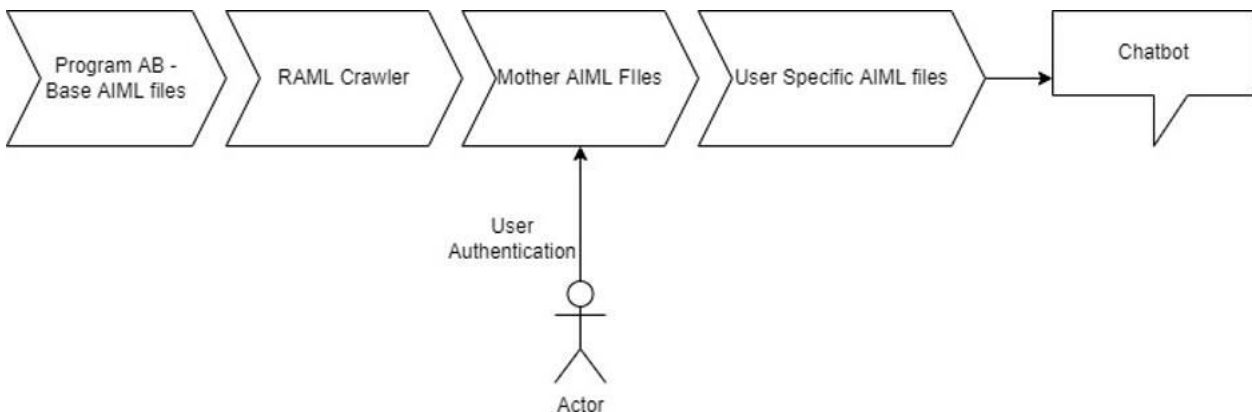 Program AB -
Base AIML files
RAML Crawler
Mother AIML FIles
User Specific AIML files
Chatbot
User
Authentication
Actor